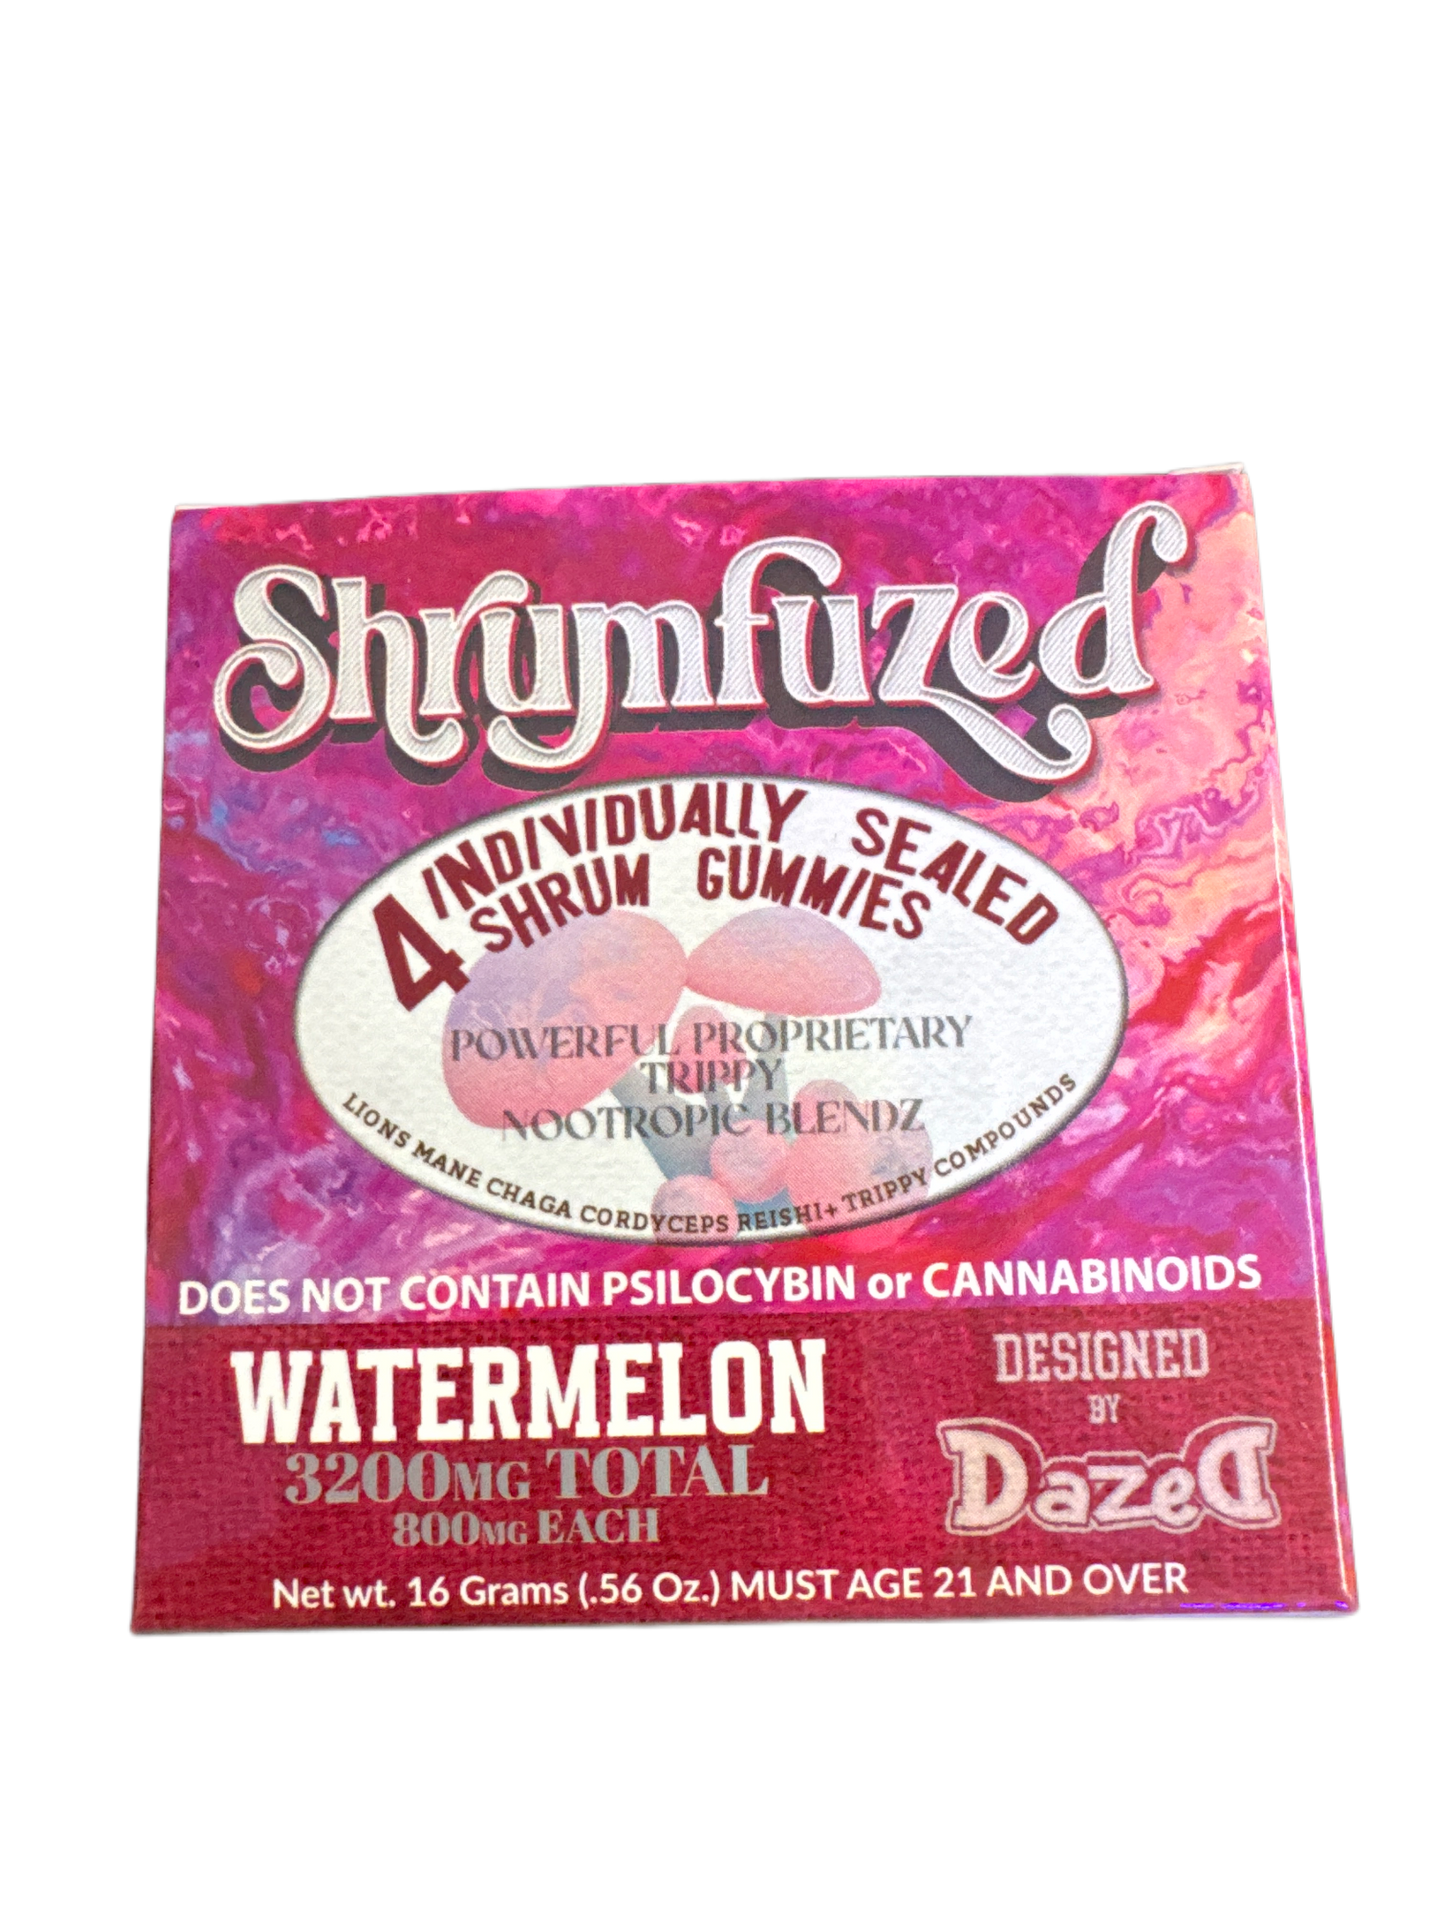 Shrumfuzed
4 INDIVIDUALLY SEALED
SHRUM GUMMIES
POWERFUL PROPRIETARY
TRIPPY
NOOTROPIC BLENDZ
LIONS MANE CHAGA CORDYCEPS REISHI+ TRIPPY COMPOUNDS
DOES NOT CONTAIN PSILOCYBIN or CANNABINOIDS
WATERMELON
3200MG TOTAL
800MG EACH
DESIGNED
BY
DazeD
Net wt. 16 Grams (.56 Oz.) MUST AGE 21 AND OVER